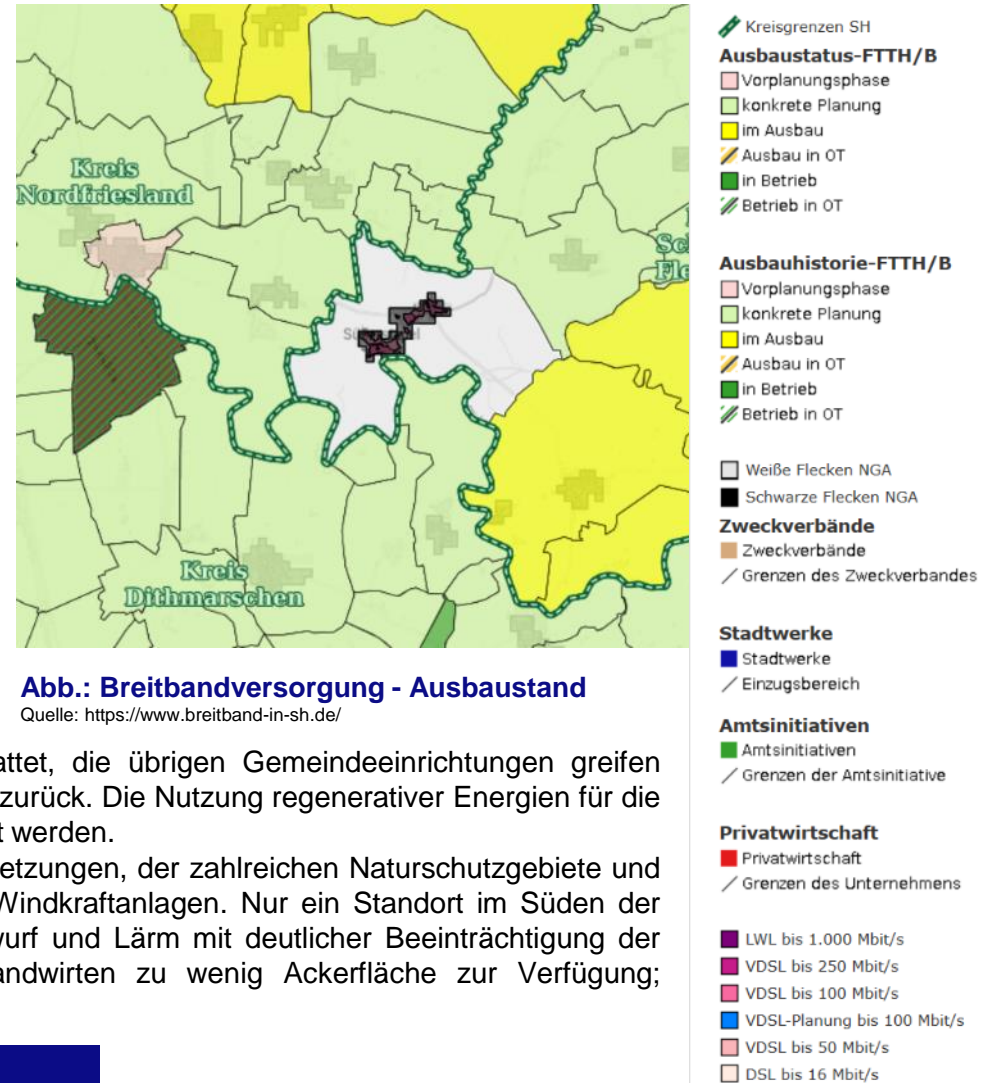 Kreis
Nordfriesland
Kreis
Dithmarschen
Abb.: Breitbandversorgung - Ausbaustand
Quelle: https://www.breitband-in-sh.de/
die übrigen Gemeindeeinrichtungen greifen
zurück. Die Nutzung regenerativer Energien für die
werden.
der zahlreichen Naturschutzgebiete und
Windkraftanlagen. Nur ein Standort im Süden der
und Lärm mit deutlicher Beeinträchtigung der
zu wenig Ackerfläche zur Verfügung;
Kreisgrenzen SH
Ausbaustatus-FTTH/B
Vorplanungsphase
konkrete Planung
im Ausbau
Ausbau in OT
in Betrieb
Betrieb in OT
Ausbauhistorie-FTTH/B
Vorplanungsphase
konkrete Planung
im Ausbau
Ausbau in OT
in Betrieb
Betrieb in OT
Weiße Flecken NGA
Schwarze Flecken NGA
Zweckverbände
Zweckverbände
Grenzen des Zweckverbandes
Stadtwerke
Stadtwerke
Einzugsbereich
Amtsinitiativen
Amtsinitiativen
Grenzen der Amtsinitiative
Privatwirtschaft
Privatwirtschaft
Grenzen des Unternehmens
LWL bis 1.000 Mbit/s
VDSL bis 250 Mbit/s
VDSL bis 100 Mbit/s
VDSL-Planung bis 100 Mbit/s
VDSL bis 50 Mbit/s
DSL bis 16 Mbit/s